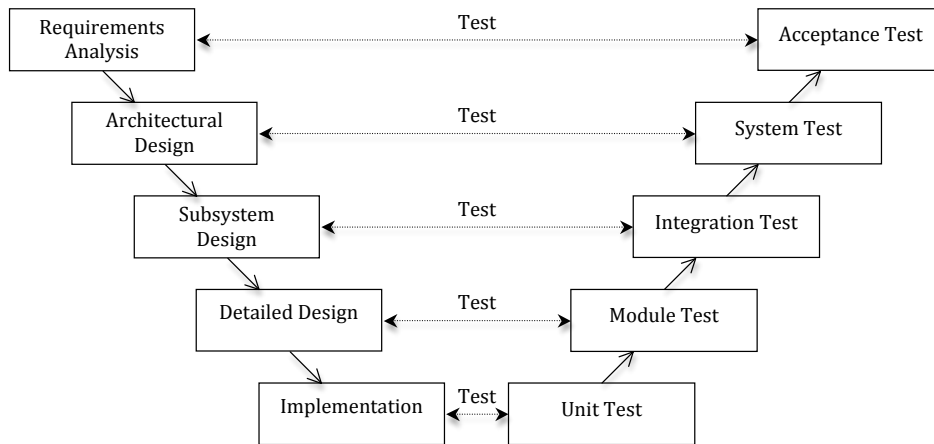 Requirements
Analysis
Test
Acceptance Test
Architectural
Design
Test
System Test
Subsystem
Design
Test
Integration Test
Detailed Design
Test
Module Test
Implementation
Test
Unit Test